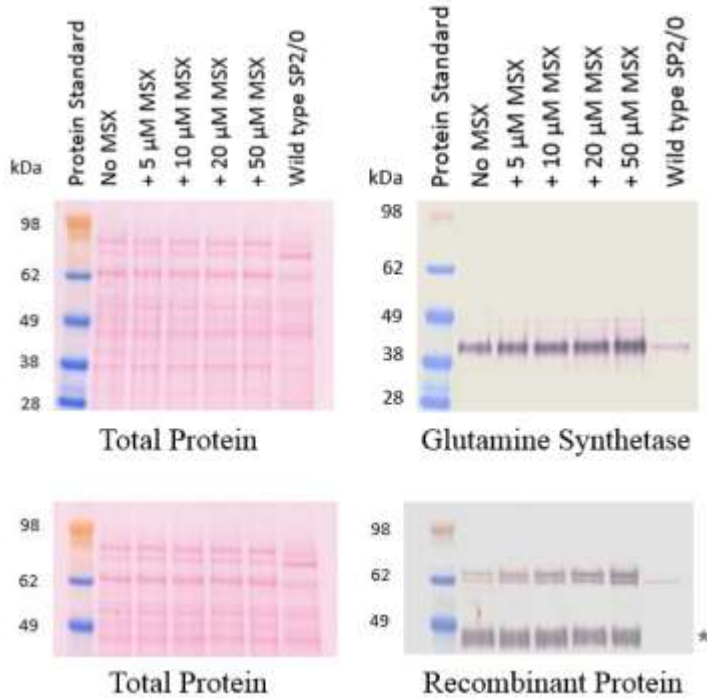 Protein Standard
No MSX
+ 5 µM MSX
+ 10 µM MSX
+ 20 µM MSX
+ 50 µM MSX
Wild type SP2/0
kDa
98
62
49
38
28
Total Protein
Protein Standard
No MSX
+ 5 µM MSX
+ 10 µM MSX
+ 20 µM MSX
+ 50 µM MSX
Wild type SP2/0
kDa
98
62
49
38
28
Glutamine Synthetase
98
62
49
Total Protein
98
62
49
*
Recombinant Protein